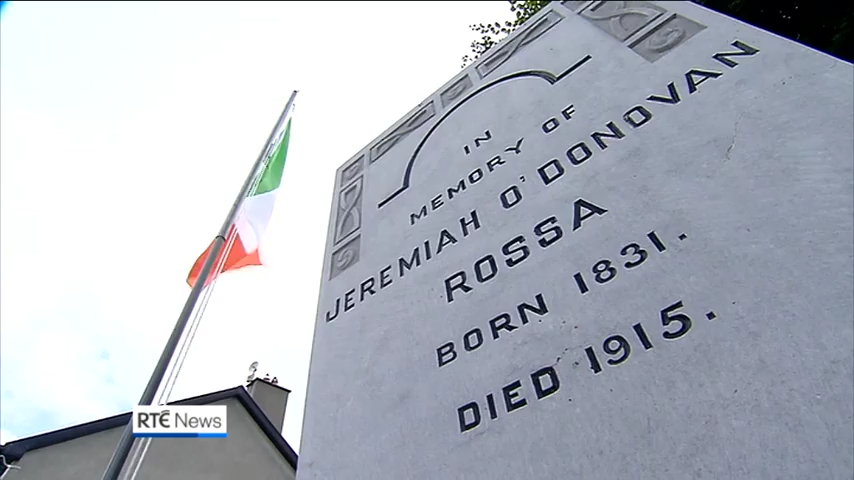 IN
MEMORY OF
JEREMIAH O'DONOVAN
ROSSA
BORN 1831.
DIED 1915.
RTÉ News